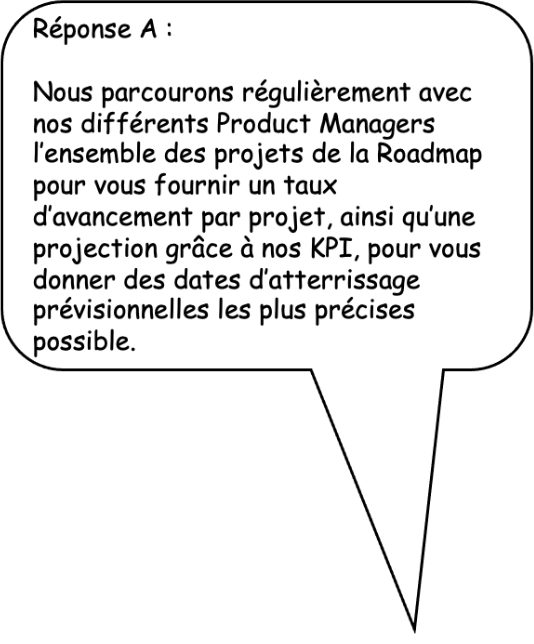 Réponse A :
Nous parcourons régulièrement avec
nos différents Product Managers
l’ensemble des projets de la Roadmap
pour vous fournir un taux
d’avancement par projet, ainsi qu’une
projection grâce à nos KPI, pour vous
donner des dates d’atterrissage
prévisionnelles les plus précises
possible.